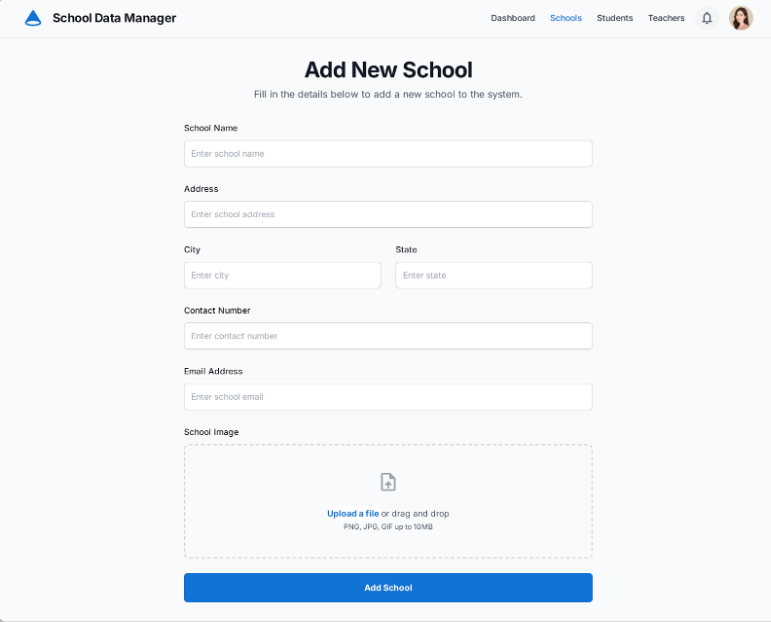 School Data Manager
Dashboard Schools Students Teachers
Add New School
Fill in the details below to add a new school to the system.
School Name
Enter school name
Address
Enter school address
City
State
Enter city
Enter state
Contact Number
Enter contact number
Email Address
Enter school email
School Image
Upload a file or drag and drop
PNG, JPG, GIF up to 10MB
Add School